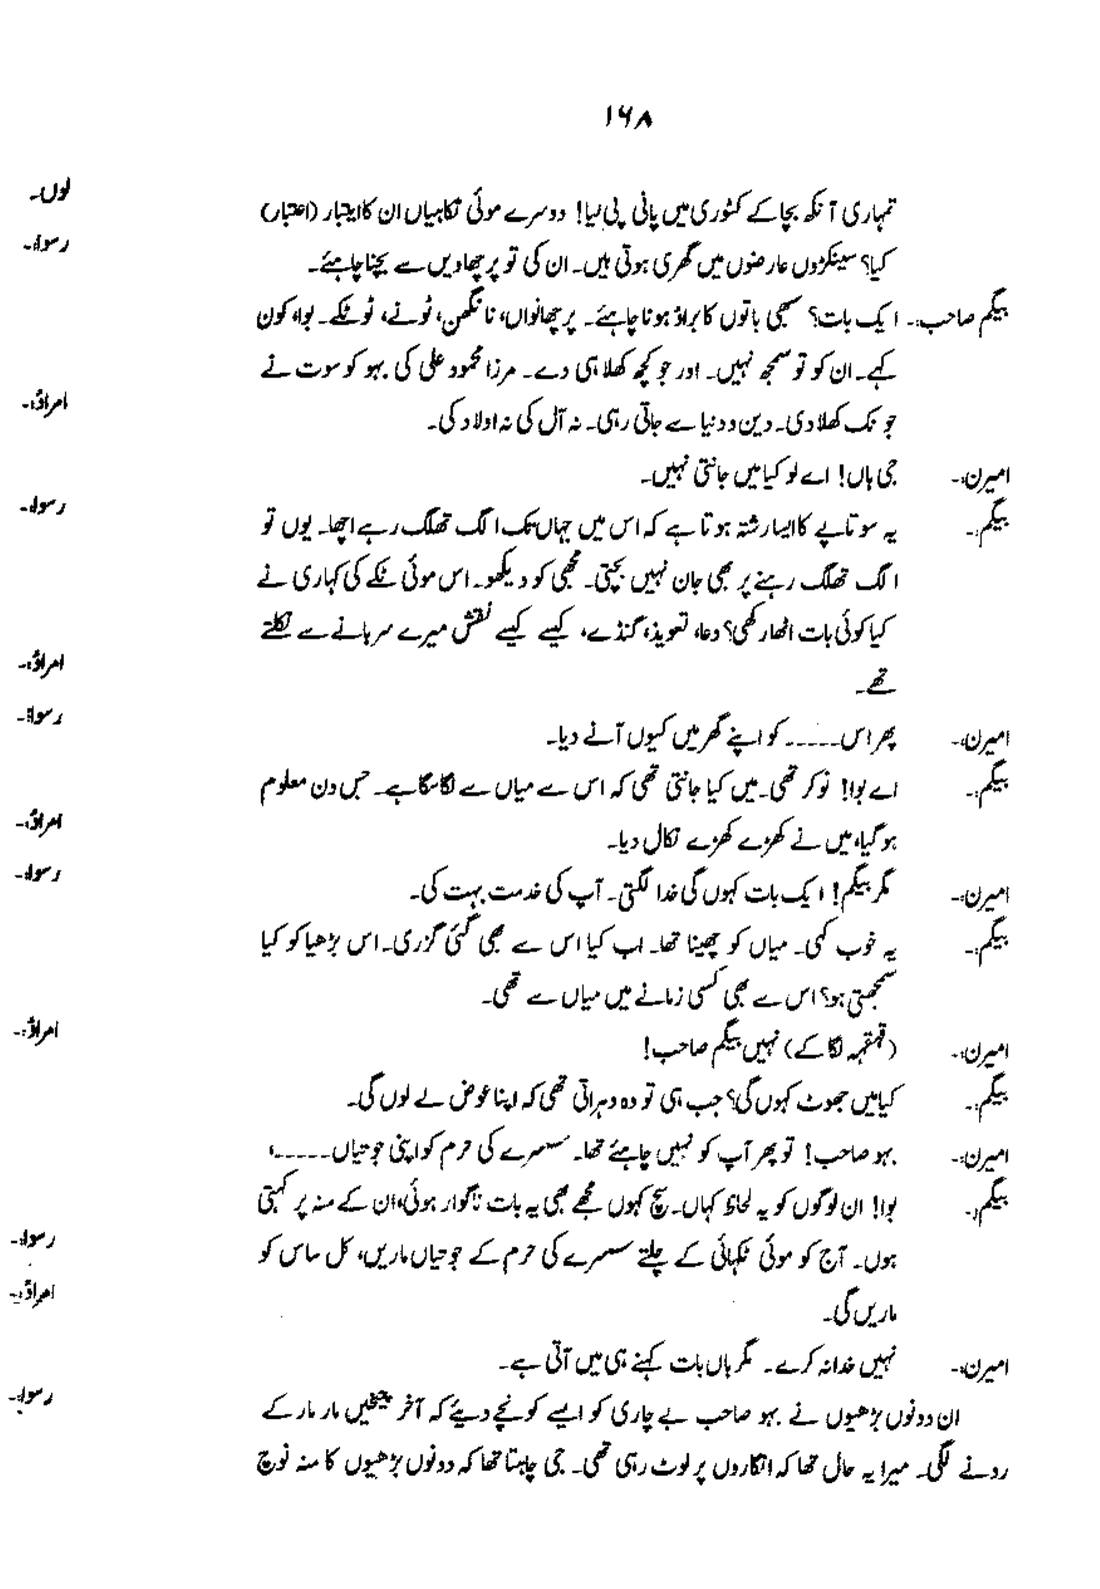 ۱۶۸
تمہاری آنکھ بچا کے کٹوری میں پانی پی لیا! دوسرے موئی نکاہیاں ان کا ایتبار (اعتبار)
کیا؟ سینکڑوں عارضوں میں گھری ہوتی ہیں۔ ان کی تو پرچھاویں سے بچنا چاہئے۔
بیگم صاحب:۔ ایک بات؟ سبھی باتوں کا براؤ ہونا چاہئے۔ پرچھانواں، نانگھن، ٹونے، ٹوٹکے۔ بوا، کون
کہے۔ ان کو تو سمجھ نہیں۔ اور جو کچھ کھلا ہی دے۔ مرزا محمود علی کی بہو کو سوت نے
جونک کھلا دی۔ دین و دنیا سے جاتی رہی۔ نہ آل کی نہ اولاد کی۔
امیرن:۔ جی ہاں! اے لو کیا میں جانتی نہیں۔
بیگم:۔ یہ سوتاپے کا ایسا رشتہ ہوتا ہے کہ اس میں جہاں تک الگ تھلگ رہے اچھا۔ یوں تو
الگ تھلگ رہنے پر بھی جان نہیں بچتی۔ مجھی کو دیکھو۔ اس موئی ٹکے کی کہاری نے
کیا کوئی بات اٹھا رکھی؟ دعا، تعویذ، گنڈے، کیسے کیسے نقش میرے سرہانے سے نکلتے
تھے۔
امیرن:۔ پھر اس۔۔۔۔۔ کو اپنے گھر میں کیوں آنے دیا۔
بیگم:۔ اے بوا! نوکر تھی۔ میں کیا جانتی تھی کہ اس سے میاں سے لگا سگا ہے۔ جس دن معلوم
ہو گیا، میں نے کھڑے کھڑے نکال دیا۔
امیرن:۔ مگر بیگم! ایک بات کہوں گی خدا لگتی۔ آپ کی خدمت بہت کی۔
بیگم:۔ یہ خوب کہی۔ میاں کو چھینا تھا۔ اب کیا اس سے بھی گئی گزری۔ اس بڑھیا کو کیا
سمجھتی ہو؟ اس سے بھی کسی زمانے میں میاں سے تھی۔
امیرن:۔ (قہقہہ لگا کے) نہیں بیگم صاحب!
بیگم:۔ کیا میں جھوٹ کہوں گی؟ جب ہی تو وہ دہراتی تھی کہ اپنا عوض لے لوں گی۔
امیرن:۔ بہو صاحب! تو پھر آپ کو نہیں چاہئے تھا۔ سسرے کی حرم کو اپنی جوتیاں۔۔۔۔۔،
بیگم:۔ بوا! ان لوگوں کو یہ لحاظ کہاں۔ سچ کہوں مجھے بھی یہ بات ناگوار ہوئی، ان کے منہ پر کہتی
ہوں۔ آج کو موئی نکہائی کے چلتے سسرے کی حرم کے جوتیاں ماریں، کل ساس کو
ماریں گی۔
امیرن:۔ نہیں خدا نہ کرے۔ مگر ہاں بات کہنے ہی میں آتی ہے۔
ان دونوں بڑھیوں نے بہو صاحب بے چاری کو ایسے کونچے دیئے کہ آخر چیخیں مار مار کے
رونے لگی۔ میرا یہ حال تھا کہ انگاروں پر لوٹ رہی تھی۔ جی چاہتا تھا کہ دونوں بڑھیوں کا منہ نوچ
لوں۔
رسوا:۔
امراؤ:۔
رسوا:۔
امراؤ:۔
رسوا:۔
امراؤ:۔
رسوا:۔
امراؤ:۔
رسوا:۔
امراؤ:۔
رسوا:۔